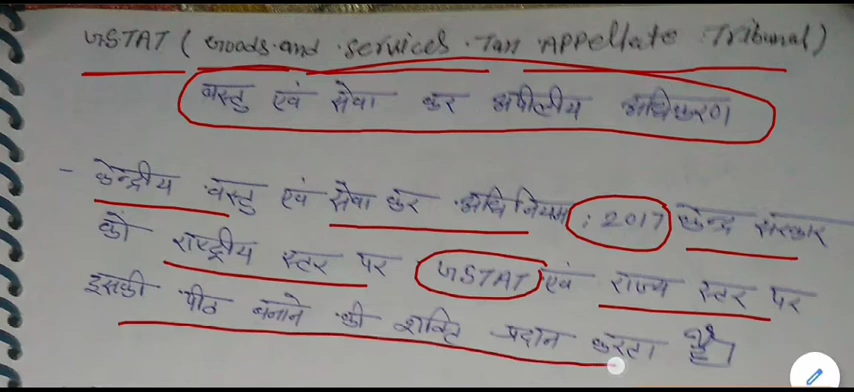 GSTAT ( Goods and Services Tax Appellate Tribunal)
वस्तु एवं सेवा कर अपीलीय अधिकरण
- केन्द्रीय वस्तु एवं सेवा कर अधिनियम : 2017 केन्द्र सरकार
को राष्ट्रीय स्तर पर GSTAT एवं राज्य स्तर पर
इसकी पीठ बनाने की शक्ति प्रदान करता है।